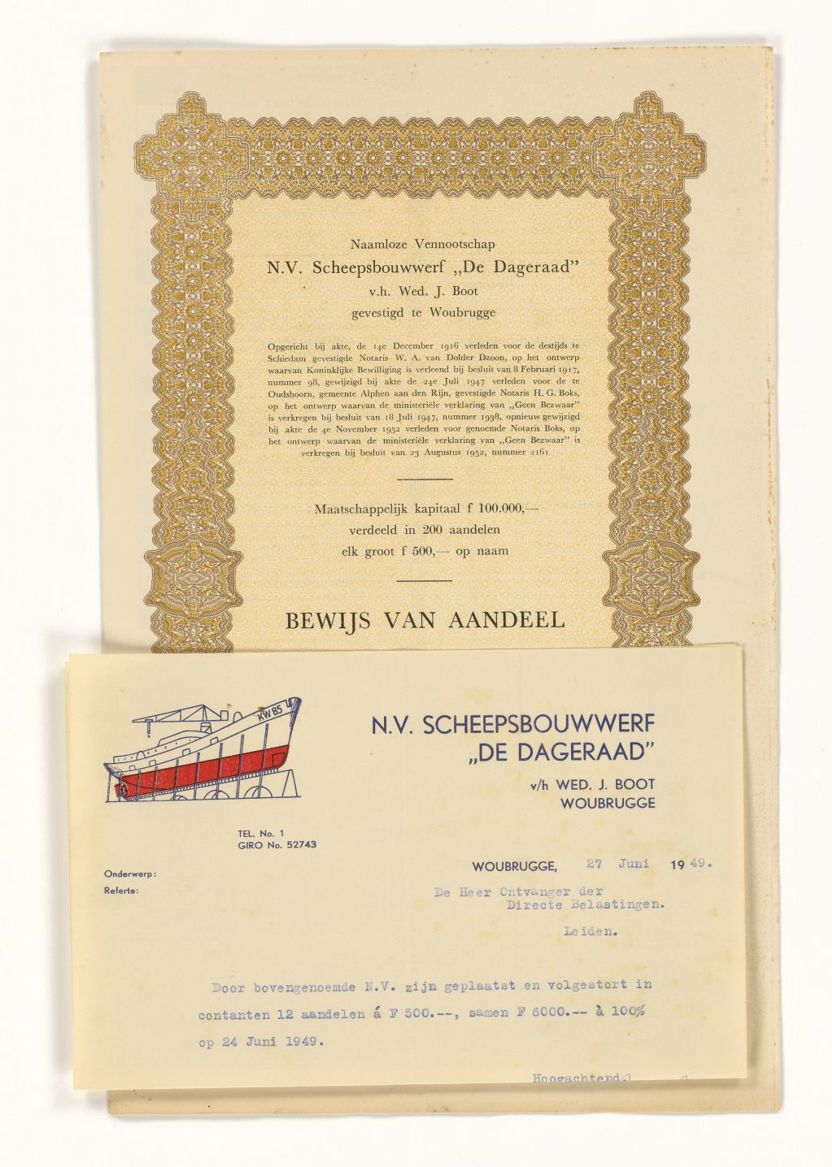 Naamloze Vennootschap
N.V. Scheepsbouwwerf „De Dageraad”
v.h. Wed. J. Boot
gevestigd te Woubrugge
Opgericht bij akte, de 14e December 1916 verleden voor de destijds te
Schiedam gevestigde Notaris W. A. van Dolder Dzoon, op het ontwerp
waarvan Koninklijke Bewilliging is verleend bij besluit van 8 Februari 1917,
nummer 98, gewijzigd bij akte de 24e Juli 1947 verleden voor de te
Oudshoorn, gemeente Alphen aan den Rijn, gevestigde Notaris H. G. Boks,
op het ontwerp waarvan de ministeriële verklaring van „Geen Bezwaar”
is verkregen bij besluit van 18 Juli 1947, nummer 1938, opnieuw gewijzigd
bij akte de 4e November 1952 verleden voor genoemde Notaris Boks, op
het ontwerp waarvan de ministeriële verklaring van „Geen Bezwaar” is
verkregen bij besluit van 23 Augustus 1952, nummer 2161
Maatschappelijk kapitaal f 100.000,—
verdeeld in 200 aandelen
elk groot f 500,— op naam
BEWIJS VAN AANDEEL
KW 85
N.V. SCHEEPSBOUWWERF
„DE DAGERAAD”
v/h WED. J. BOOT
WOUBRUGGE
TEL. No. 1
GIRO No. 52743
Onderwerp:
Referte:
WOUBRUGGE, 27 Juni 1949.
De Heer Ontvanger der
Directe Belastingen.
Leiden.
Door bovengenoemde N.V. zijn geplaatst en volgestort in
contanten 12 aandelen á F 500.--, samen F 6000.-- à 100%
op 24 Juni 1949.
Hoogachtend,